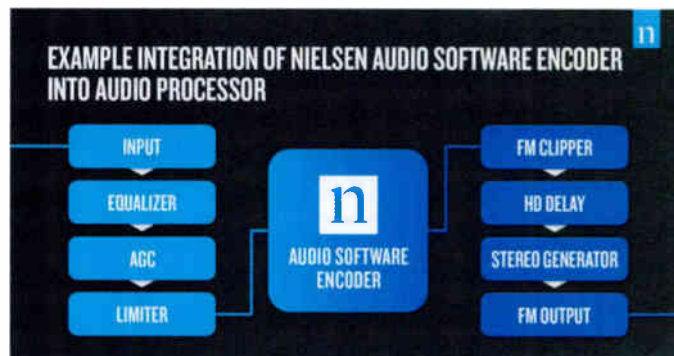 n
EXAMPLE INTEGRATION OF NIELSEN AUDIO SOFTWARE ENCODER
INTO AUDIO PROCESSOR
INPUT
EQUALIZER
AGC
LIMITER
n
AUDIO SOFTWARE
ENCODER
FM CLIPPER
HD DELAY
STEREO GENERATOR
FM OUTPUT